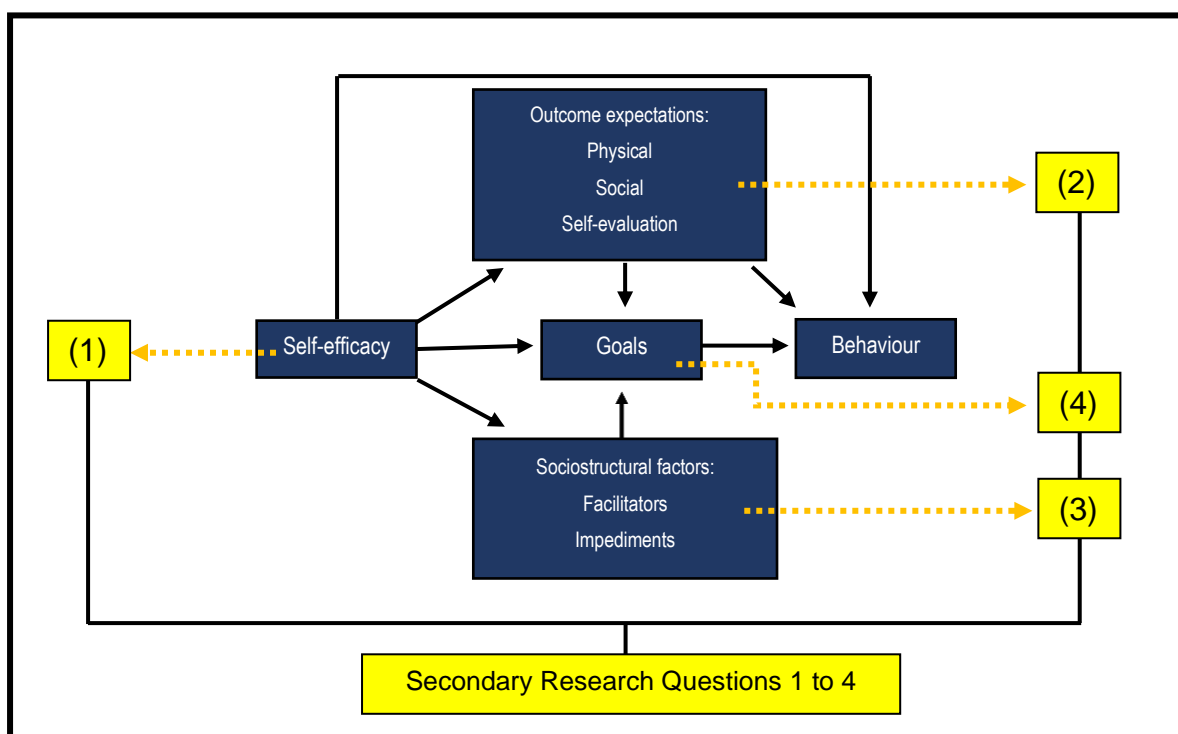 Outcome expectations:
Physical
Social
Self-evaluation
(2)
(1)
Self-efficacy
Goals
Behaviour
(4)
Sociostructural factors:
Facilitators
Impediments
(3)
Secondary Research Questions 1 to 4